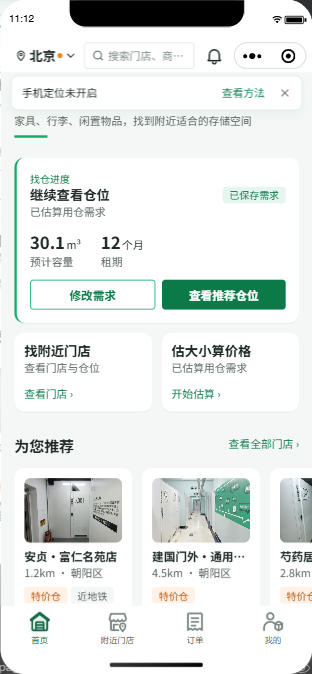 11:12
北京
搜索门店、商…
手机定位未开启
查看方法
家具、行李、闲置物品，找到附近适合的存储空间
找仓进度
继续查看仓位
已保存需求
已估算用仓需求
30.1m³
12个月
预计容量
租期
修改需求
查看推荐仓位
找附近门店
估大小算价格
查看门店与仓位
已估算用仓需求
查看门店 ›
开始估算 ›
为您推荐
查看全部门店 ›
安贞·富仁名苑店
建国门外·通用…
芍药居
1.2km · 朝阳区
4.5km · 朝阳区
2.8km
特价仓
近地铁
特价仓
特价仓
首页
附近门店
订单
我的